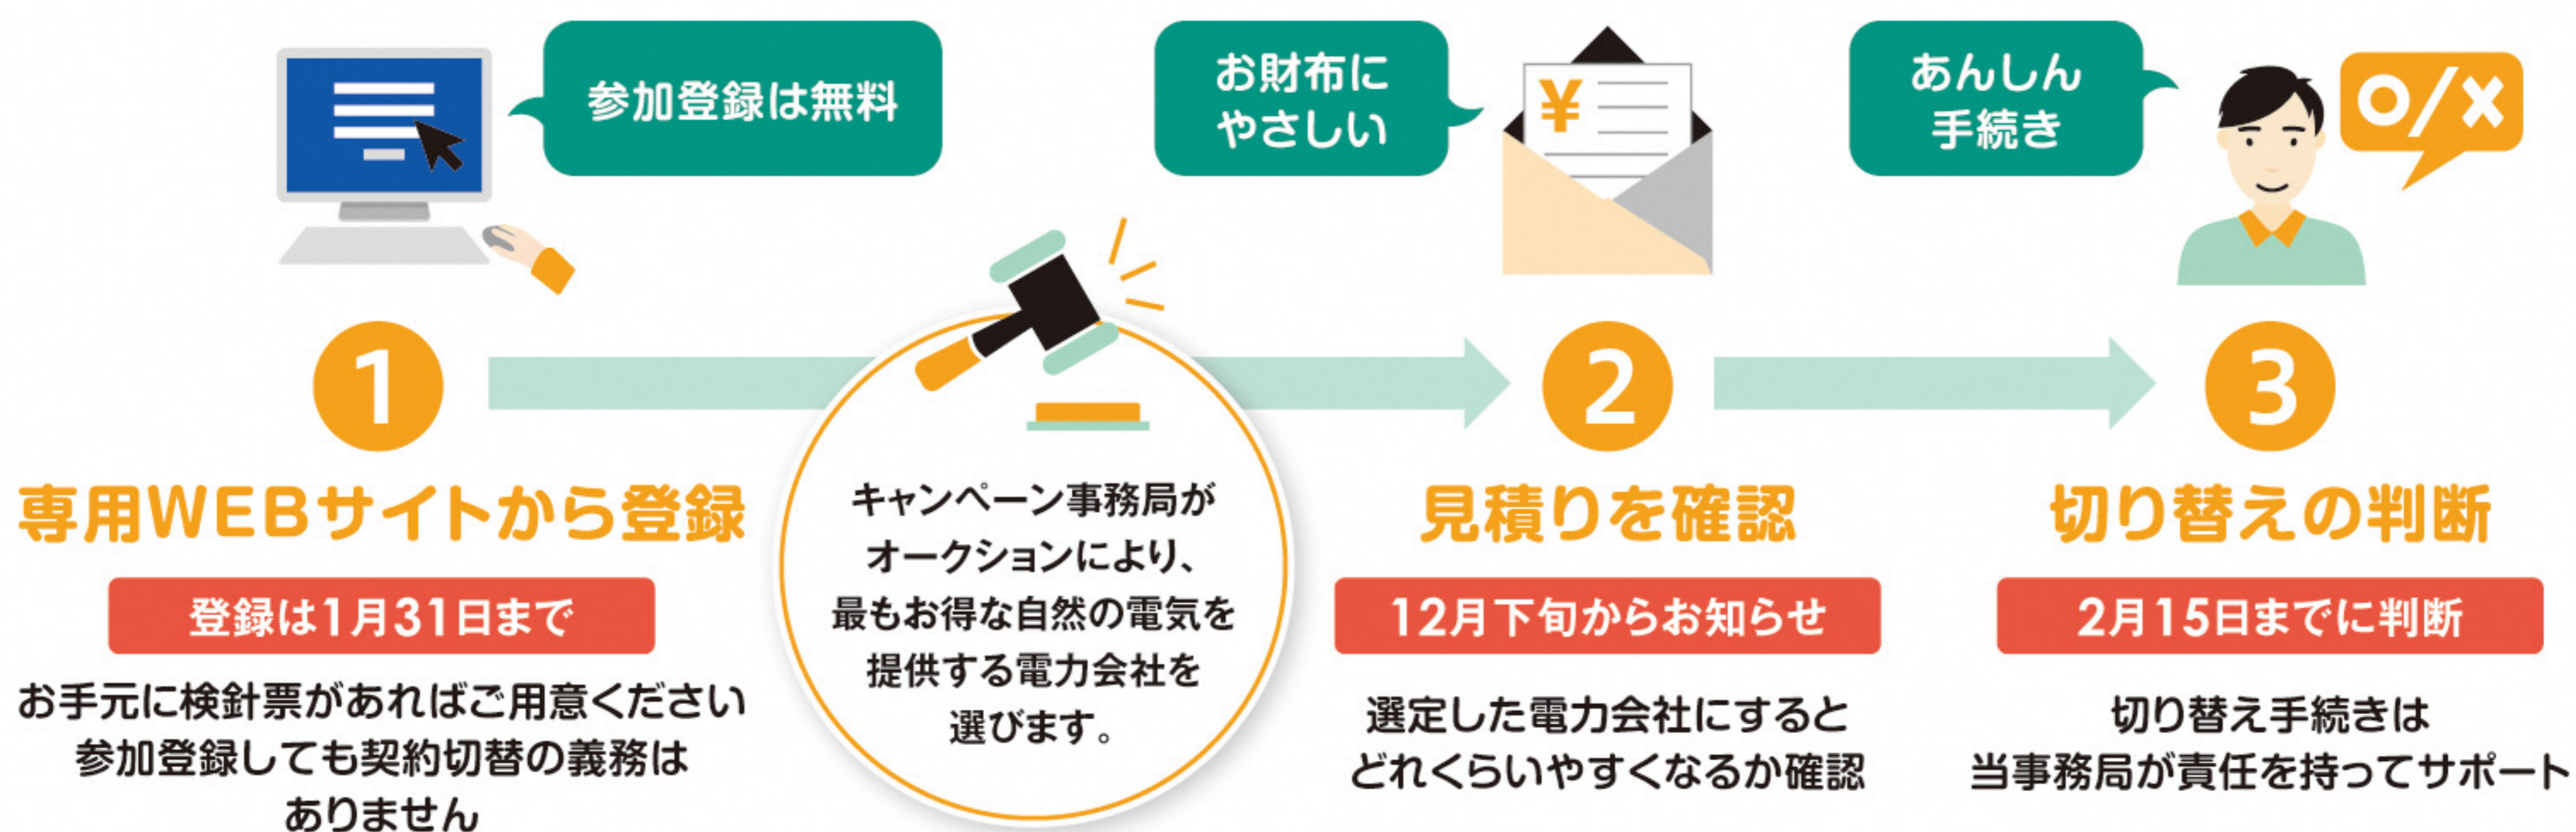 参加登録は無料
1
専用WEBサイトから登録
登録は1月31日まで
お手元に検針票があればご用意ください
参加登録しても契約切替の義務は
ありません
キャンペーン事務局が
オークションにより、
最もお得な自然の電気を
提供する電力会社を
選びます。
お財布に
やさしい
¥
2
見積りを確認
12月下旬からお知らせ
選定した電力会社にすると
どれくらいやすくなるか確認
あんしん
手続き
O/×
3
切り替えの判断
2月15日までに判断
切り替え手続きは
当事務局が責任を持ってサポート